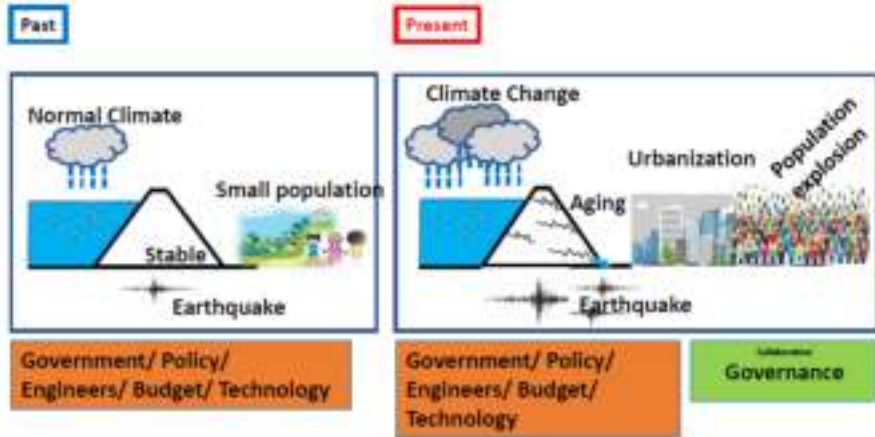 Past
Normal Climate
Small population
Stable
Earthquake
Government/ Policy/
Engineers/ Budget/ Technology
Present
Climate Change
Urbanization
Population
explosion
Aging
Earthquake
Government/ Policy/
Engineers/ Budget/
Technology
Governance